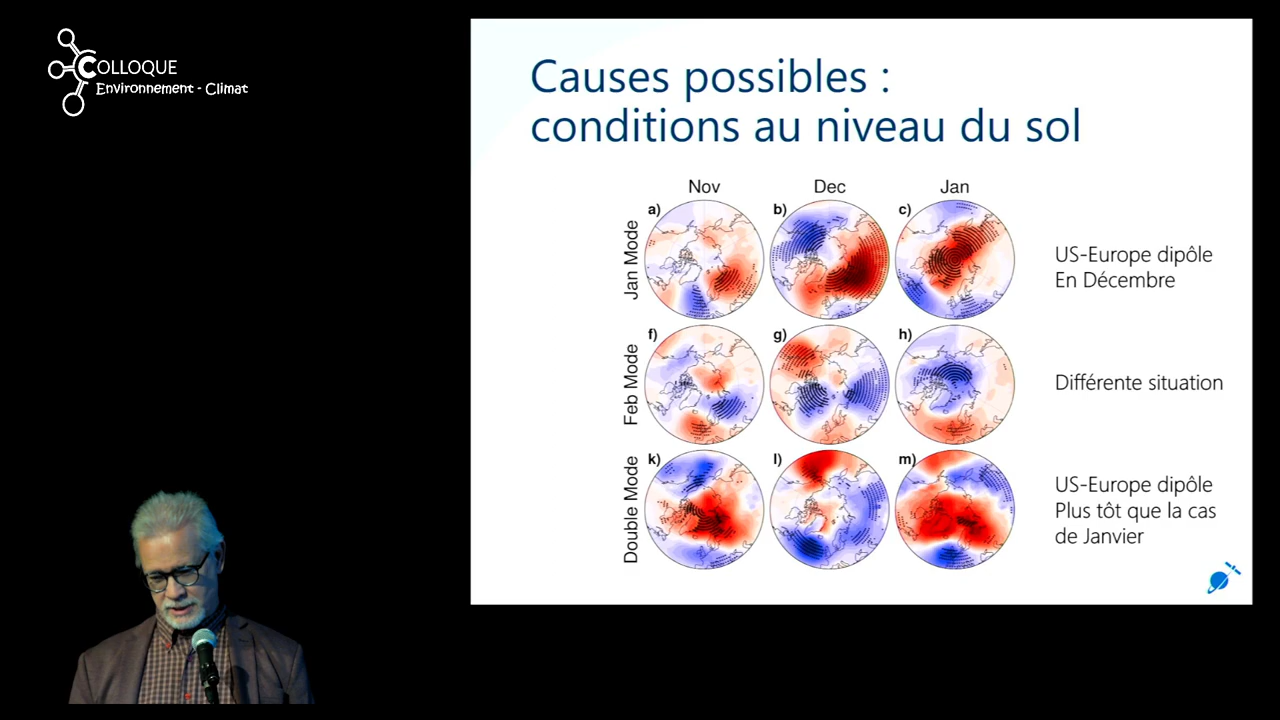 COLLOQUE
Environnement - Climat
Causes possibles :
conditions au niveau du sol
Nov Dec Jan
a) b) c)
Jan Mode
US-Europe dipôle
En Décembre
f) g) h)
Feb Mode
Différente situation
k) l) m)
Double Mode
US-Europe dipôle
Plus tôt que la cas
de Janvier